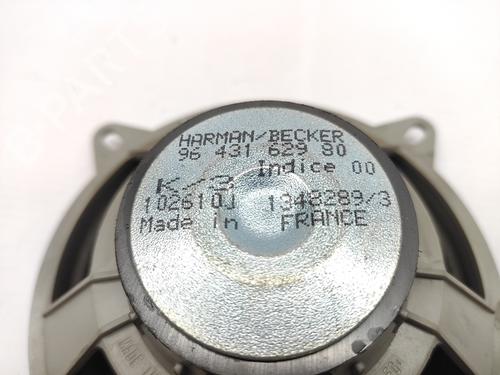 HARMAN/BECKER
96 431 629 80
Indice 00
K/3
102610J 1348289/3
Made in FRANCE